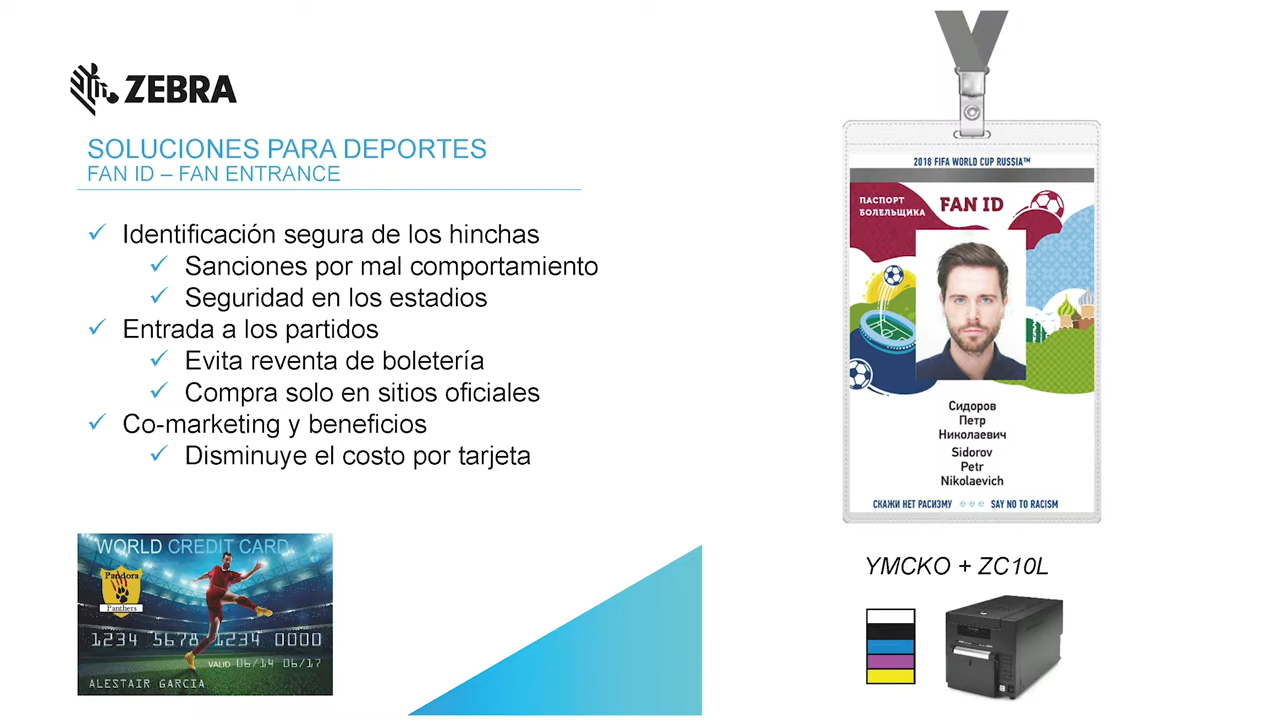 ZEBRA
SOLUCIONES PARA DEPORTES
FAN ID – FAN ENTRANCE
Identificación segura de los hinchas
Sanciones por mal comportamiento
Seguridad en los estadios
Entrada a los partidos
Evita reventa de boletería
Compra solo en sitios oficiales
Co-marketing y beneficios
Disminuye el costo por tarjeta
WORLD CREDIT CARD
Pandora
Panthers
1234 5678 1234 0000
VALID 06/14 06/17
ALESTAIR GARCIA
2018 FIFA WORLD CUP RUSSIA™
ПАСПОРТ
БОЛЕЛЬЩИКА
FAN ID
Сидоров
Петр
Николаевич
Sidorov
Petr
Nikolaevich
СКАЖИ НЕТ РАСИЗМУ SAY NO TO RACISM
YMCKO + ZC10L